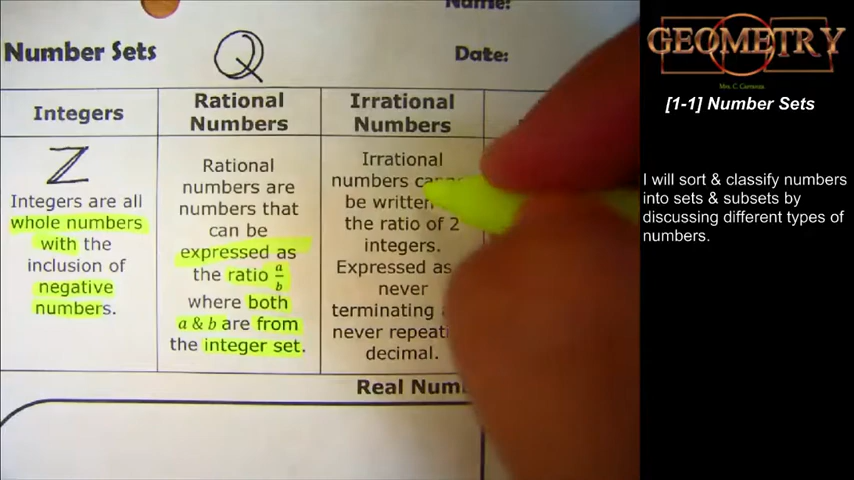 Name:
Number Sets
Q
Date:
Integers
Rational
Numbers
Irrational
Numbers
Z
Integers are all
whole numbers
with the
inclusion of
negative
numbers.
Rational
numbers are
numbers that
can be
expressed as
the ratio a/b
where both
a & b are from
the integer set.
Irrational
numbers
be written
the ratio of 2
integers.
Expressed as
never
terminating
never
decimal.
Real
GEOMETRY
[1-1] Number Sets
I will sort & classify numbers
into sets & subsets by
discussing different types of
numbers.